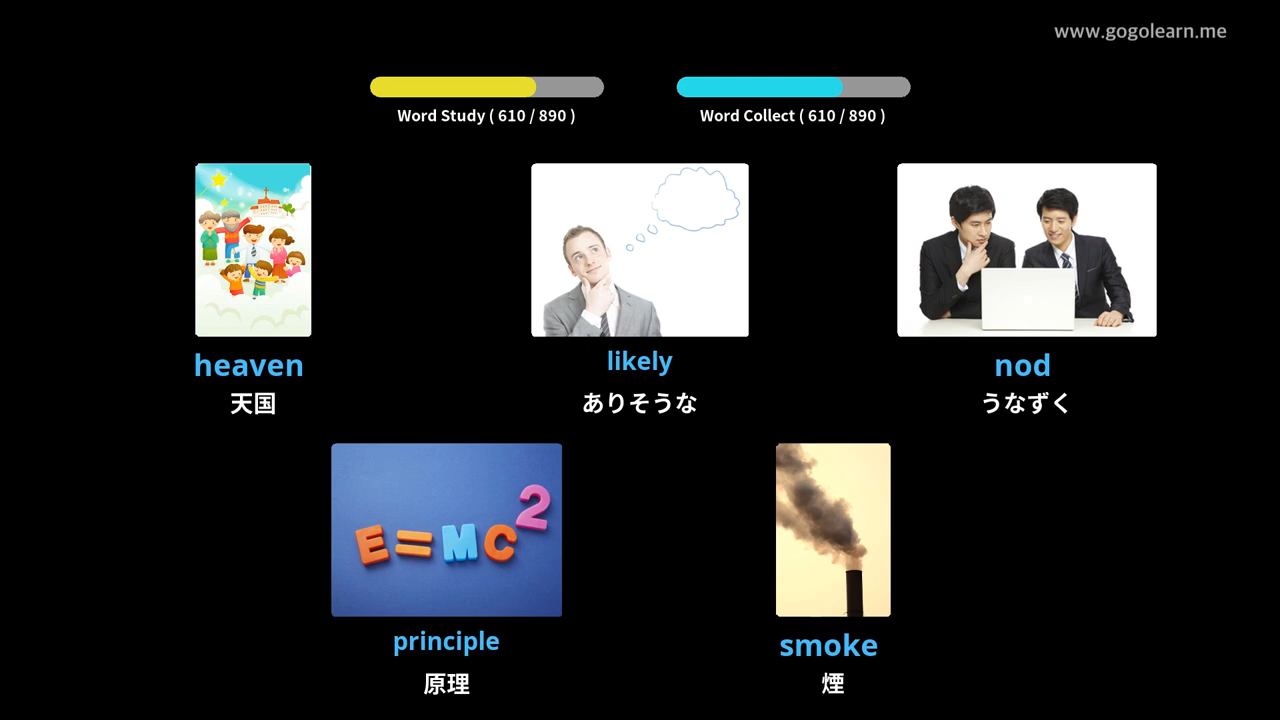 www.gogolearn.me
Word Study ( 610 / 890 )
Word Collect ( 610 / 890 )
heaven
天国
likely
ありそうな
nod
うなずく
E=MC2
principle
原理
smoke
煙